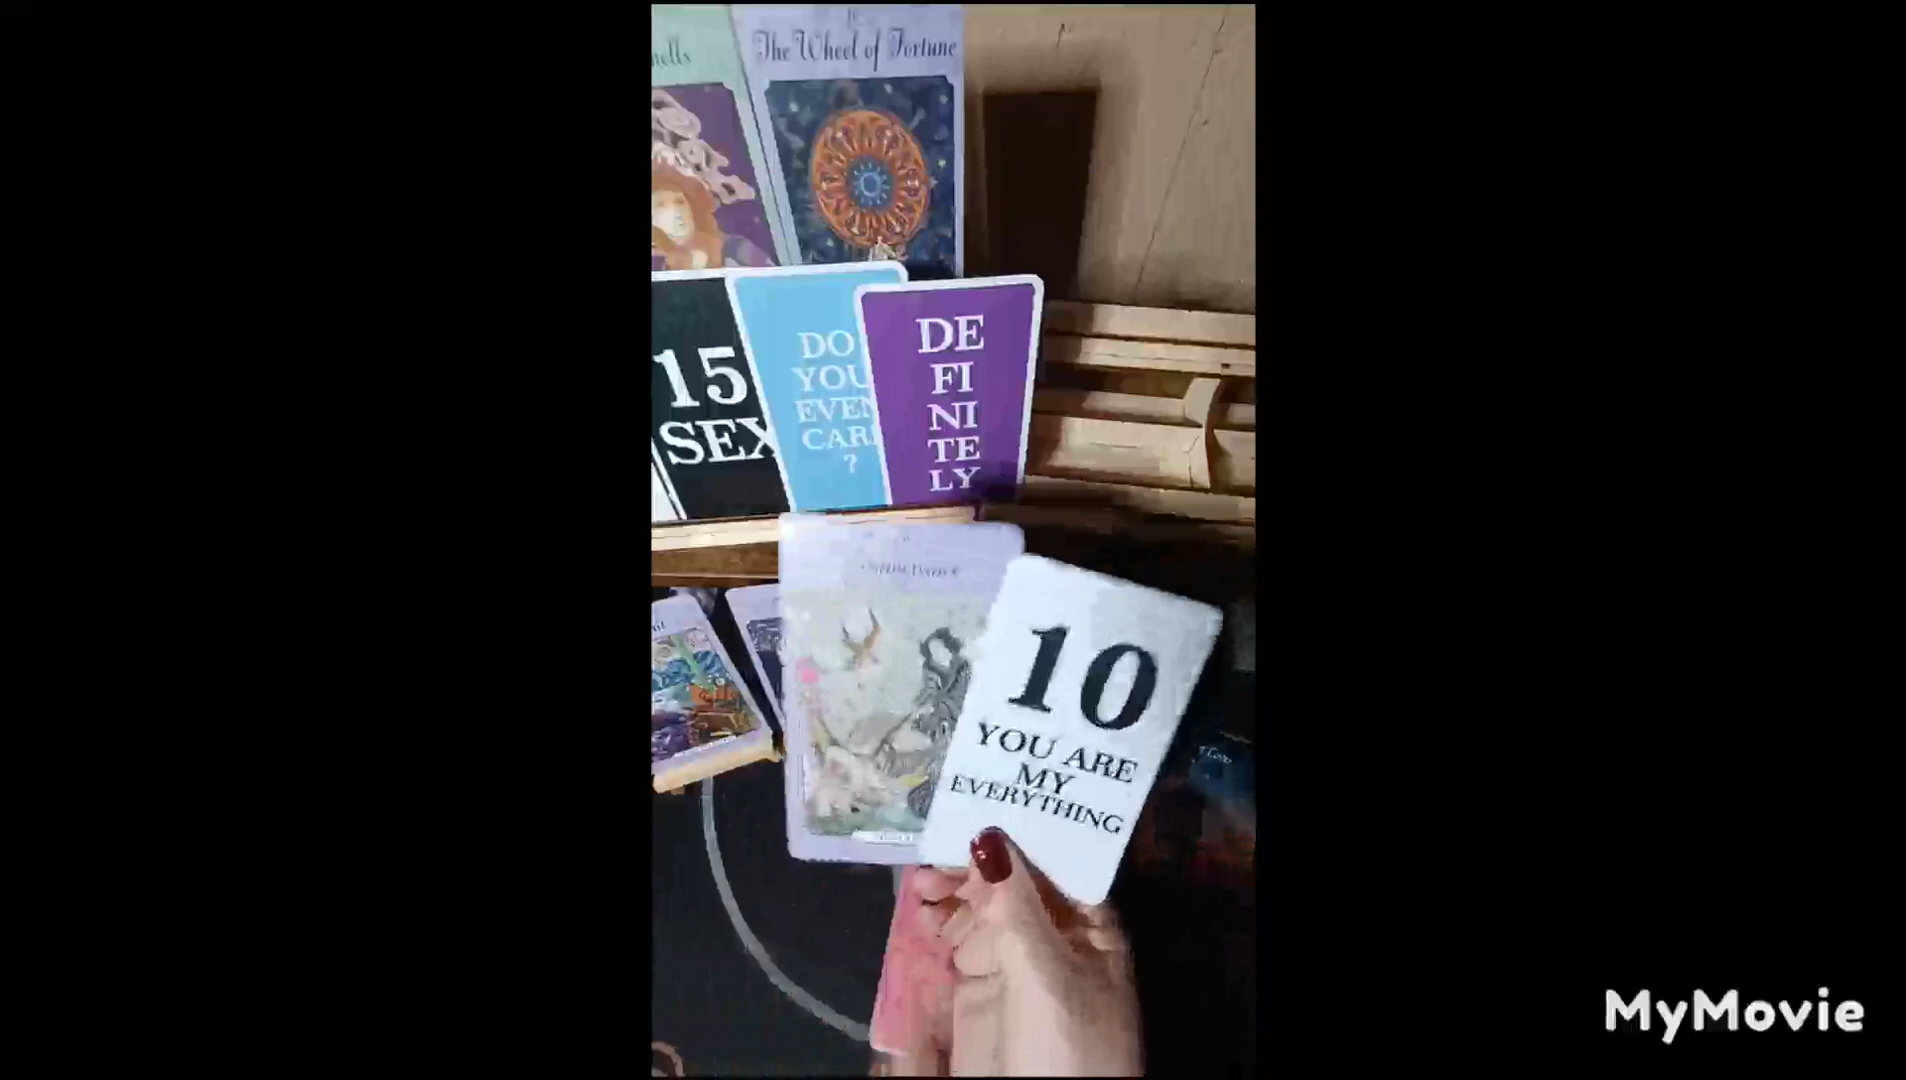 The Wheel of Fortune
15
SEX
DO
YOU
EVEN
CAR
?
DE
FI
NI
TE
LY
10
YOU ARE
MY
EVERYTHING
MyMovie